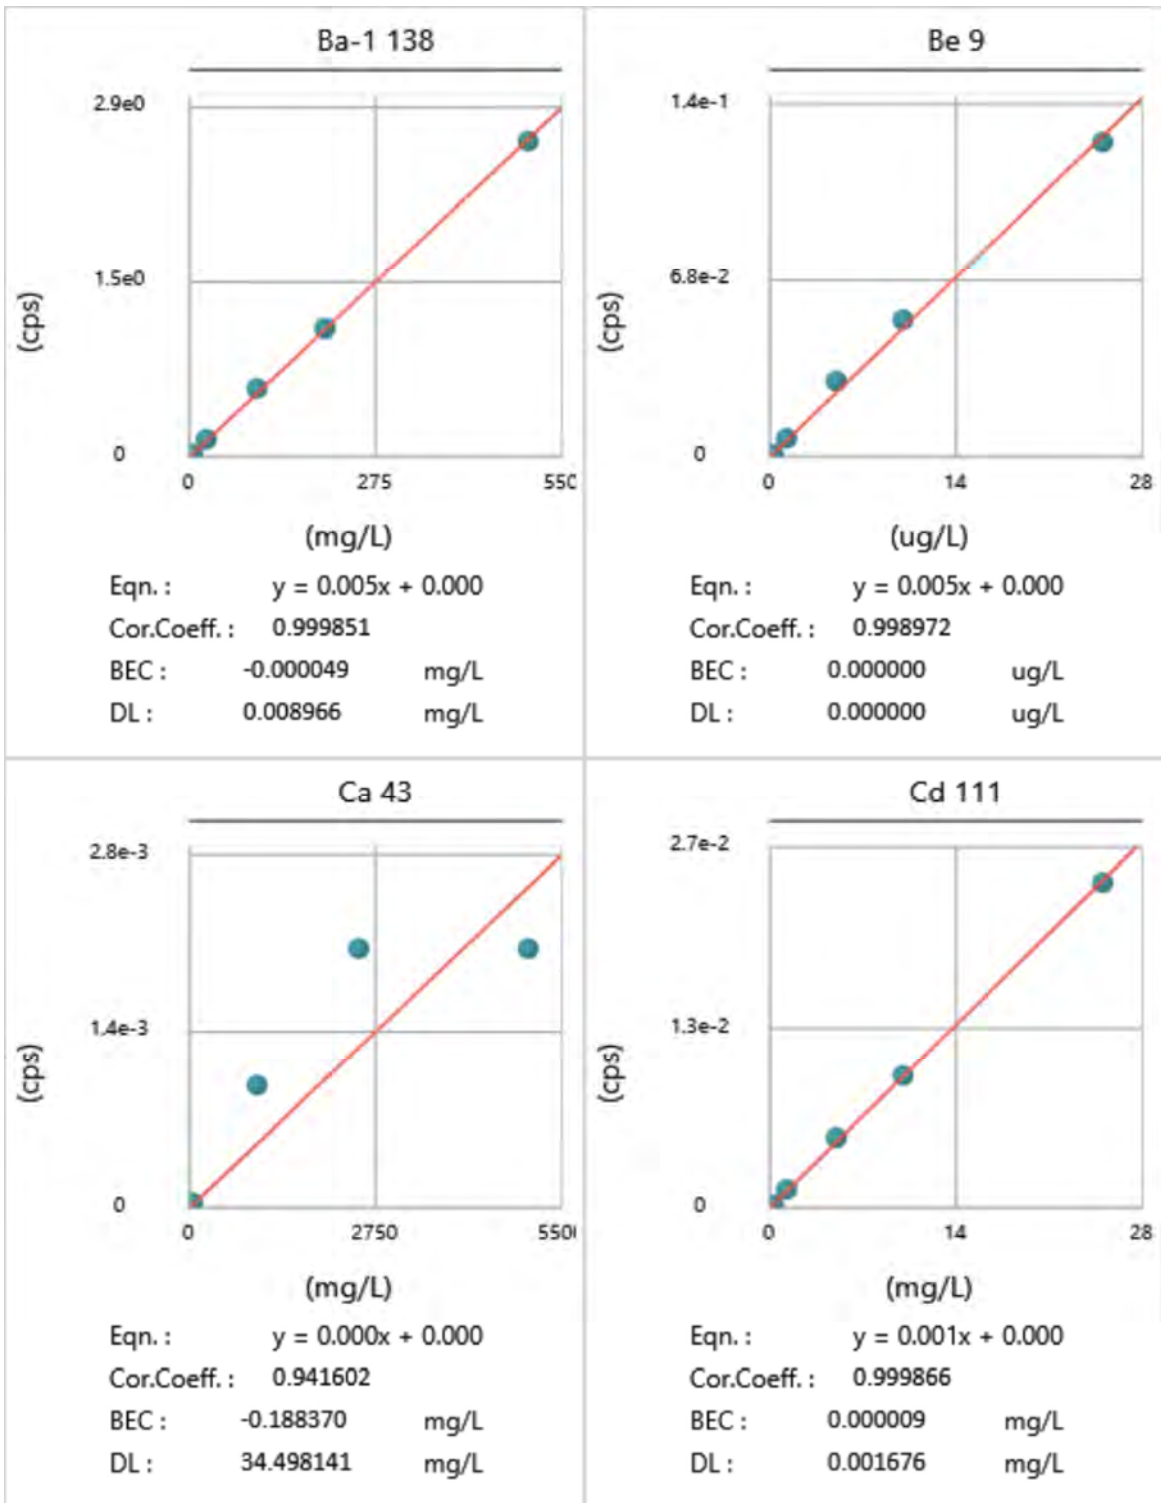 Ba-1 138
2.9e0
1.5e0
0
(cps)
0 275 550
(mg/L)
Eqn. : y = 0.005x + 0.000
Cor.Coeff. : 0.999851
BEC : -0.000049 mg/L
DL : 0.008966 mg/L
Be 9
1.4e-1
6.8e-2
0
(cps)
0 14 28
(ug/L)
Eqn. : y = 0.005x + 0.000
Cor.Coeff. : 0.998972
BEC : 0.000000 ug/L
DL : 0.000000 ug/L
Ca 43
2.8e-3
1.4e-3
0
(cps)
0 2750 550
(mg/L)
Eqn. : y = 0.000x + 0.000
Cor.Coeff. : 0.941602
BEC : -0.188370 mg/L
DL : 34.498141 mg/L
Cd 111
2.7e-2
1.3e-2
0
(cps)
0 14 28
(mg/L)
Eqn. : y = 0.001x + 0.000
Cor.Coeff. : 0.999866
BEC : 0.000009 mg/L
DL : 0.001676 mg/L